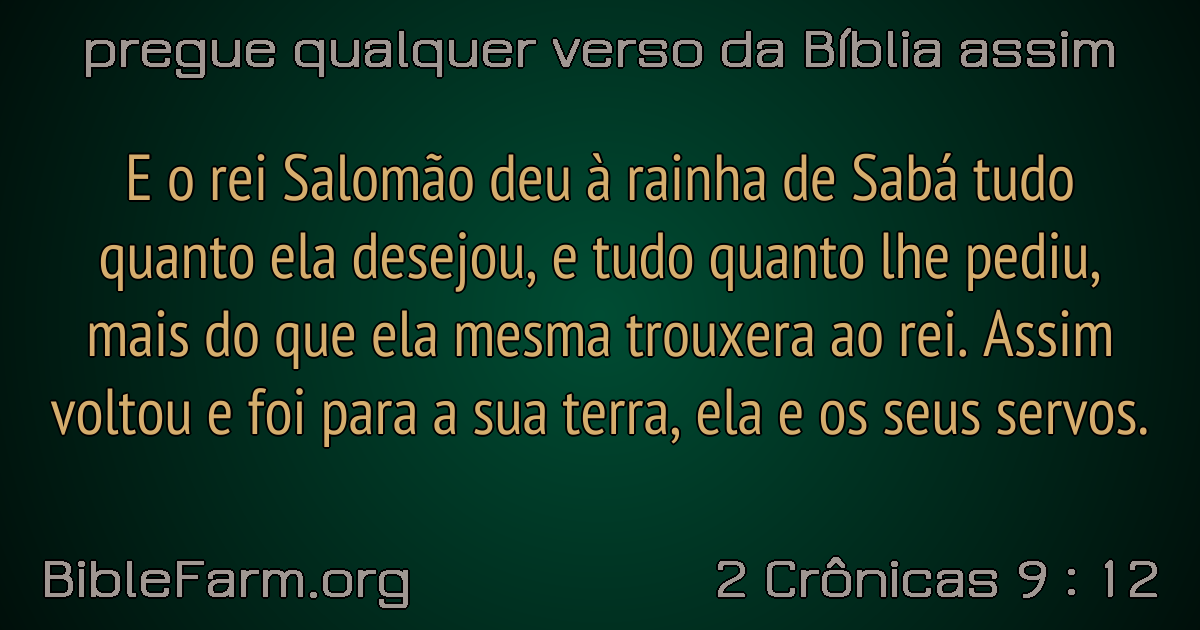 pregue qualquer verso da Bíblia assim
E o rei Salomão deu à rainha de Sabá tudo
quanto ela desejou, e tudo quanto lhe pediu,
mais do que ela mesma trouxera ao rei. Assim
voltou e foi para a sua terra, ela e os seus servos.
BibleFarm.org
2 Crônicas 9 : 12